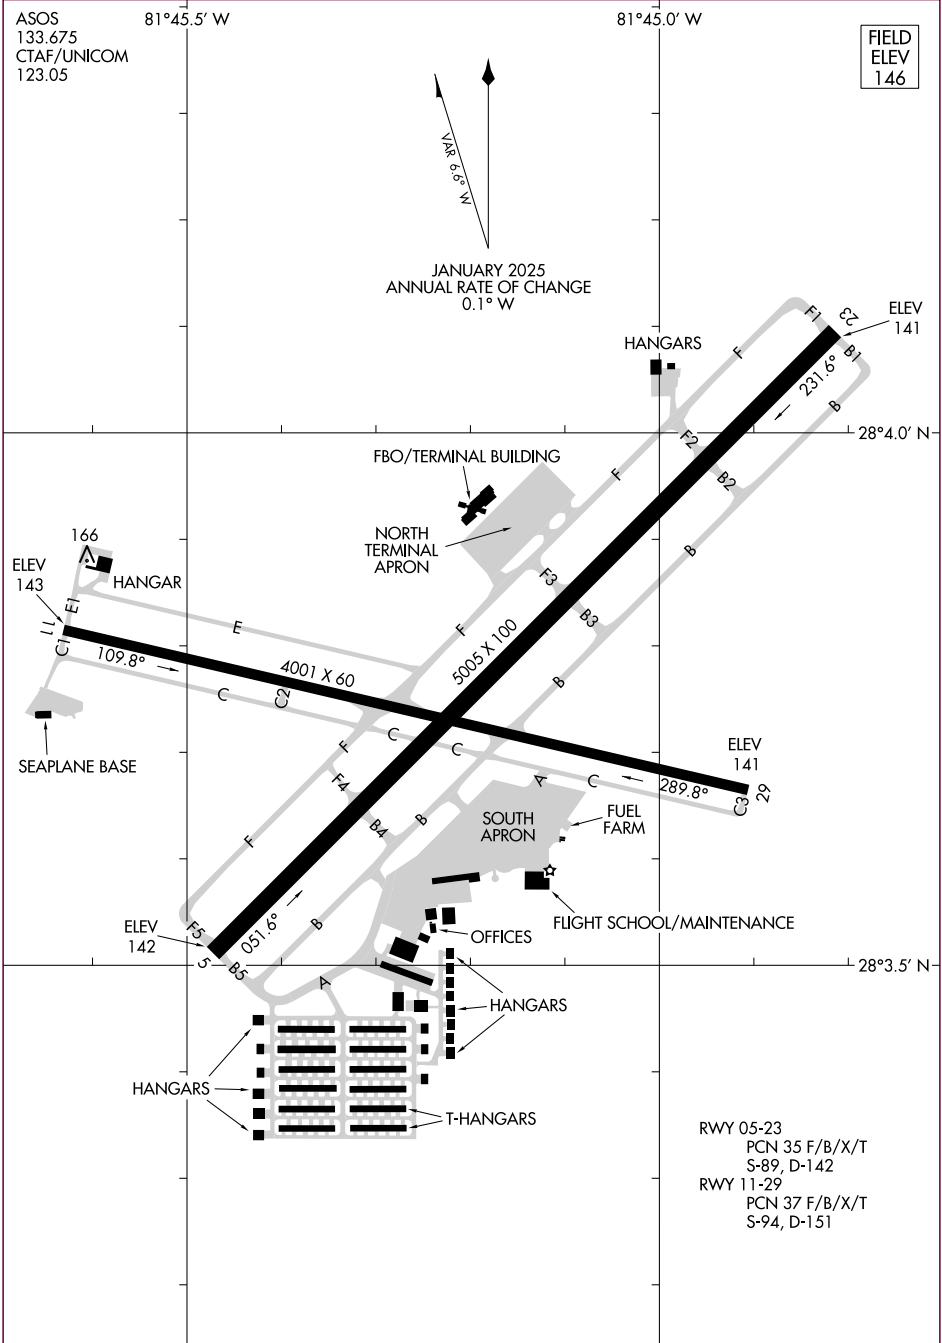 ASOS
133.675
CTAF/UNICOM
123.05
81°45.5' W
81°45.0' W
FIELD
ELEV
146
VAR 6.6° W
JANUARY 2025
ANNUAL RATE OF CHANGE
0.1° W
HANGARS
F1
23
ELEV
141
F
B1
231.6°
B
28°4.0' N
F2
FBO/TERMINAL BUILDING
F
B2
NORTH
TERMINAL
APRON
166
B
ELEV
143
HANGAR
F3
E1
B3
11
E
F
5005 X 100
C1
109.8°
4001 X 60
B
C
C2
C
C
F
ELEV
141
SEAPLANE BASE
F4
A
C
289.8°
C3
29
B
SOUTH
APRON
FUEL
FARM
B4
F
FLIGHT SCHOOL/MAINTENANCE
ELEV
142
F5
051.6°
B
OFFICES
5
B5
28°3.5' N
A
HANGARS
HANGARS
T-HANGARS
RWY 05-23
PCN 35 F/B/X/T
S-89, D-142
RWY 11-29
PCN 37 F/B/X/T
S-94, D-151